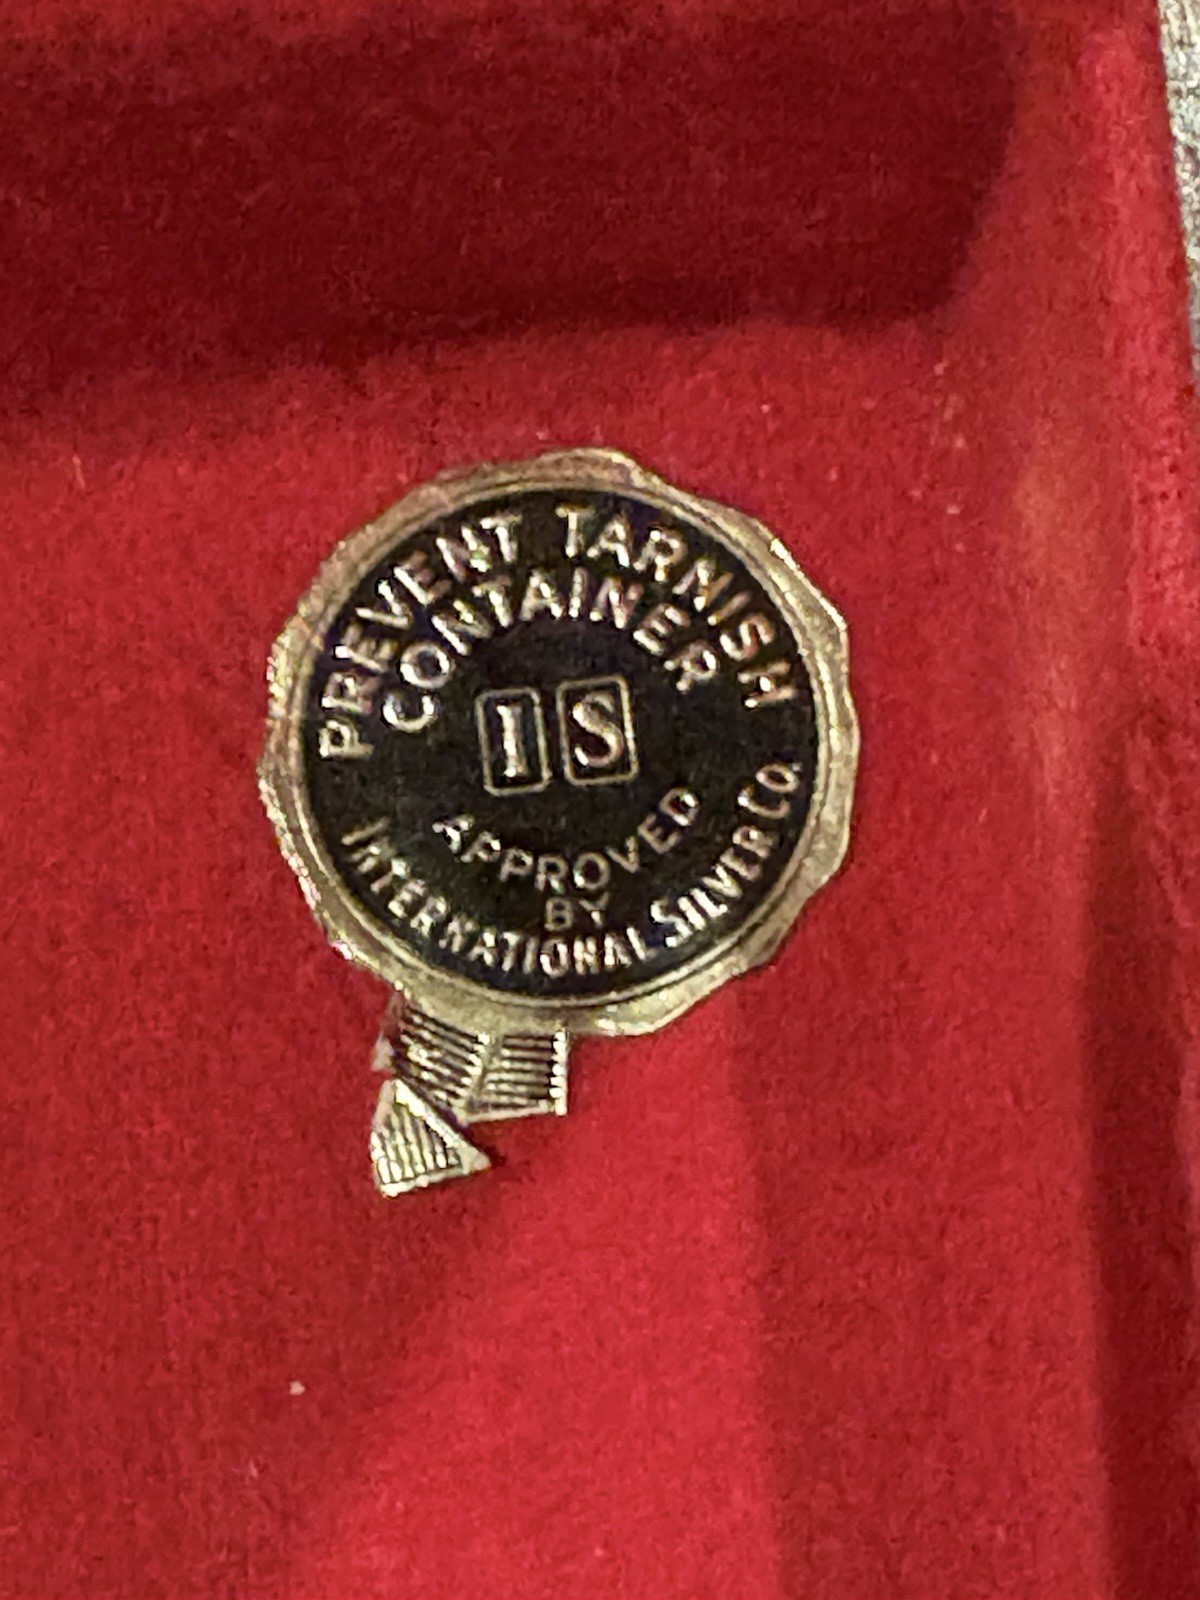 PREVENT TARNISH
CONTAINER
IS
APPROVED
BY
INTERNATIONAL SILVER CO.